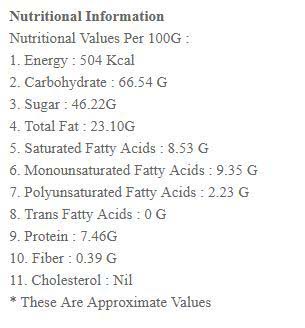 Nutritional Information
Nutritional Values Per 100G :
1. Energy : 504 Kcal
2. Carbohydrate : 66.54 G
3. Sugar : 46.22G
4. Total Fat : 23.10G
5. Saturated Fatty Acids : 8.53 G
6. Monounsaturated Fatty Acids : 9.35 G
7. Polyunsaturated Fatty Acids : 2.23 G
8. Trans Fatty Acids : 0 G
9. Protein : 7.46G
10. Fiber : 0.39 G
11. Cholesterol : Nil
* These Are Approximate Values